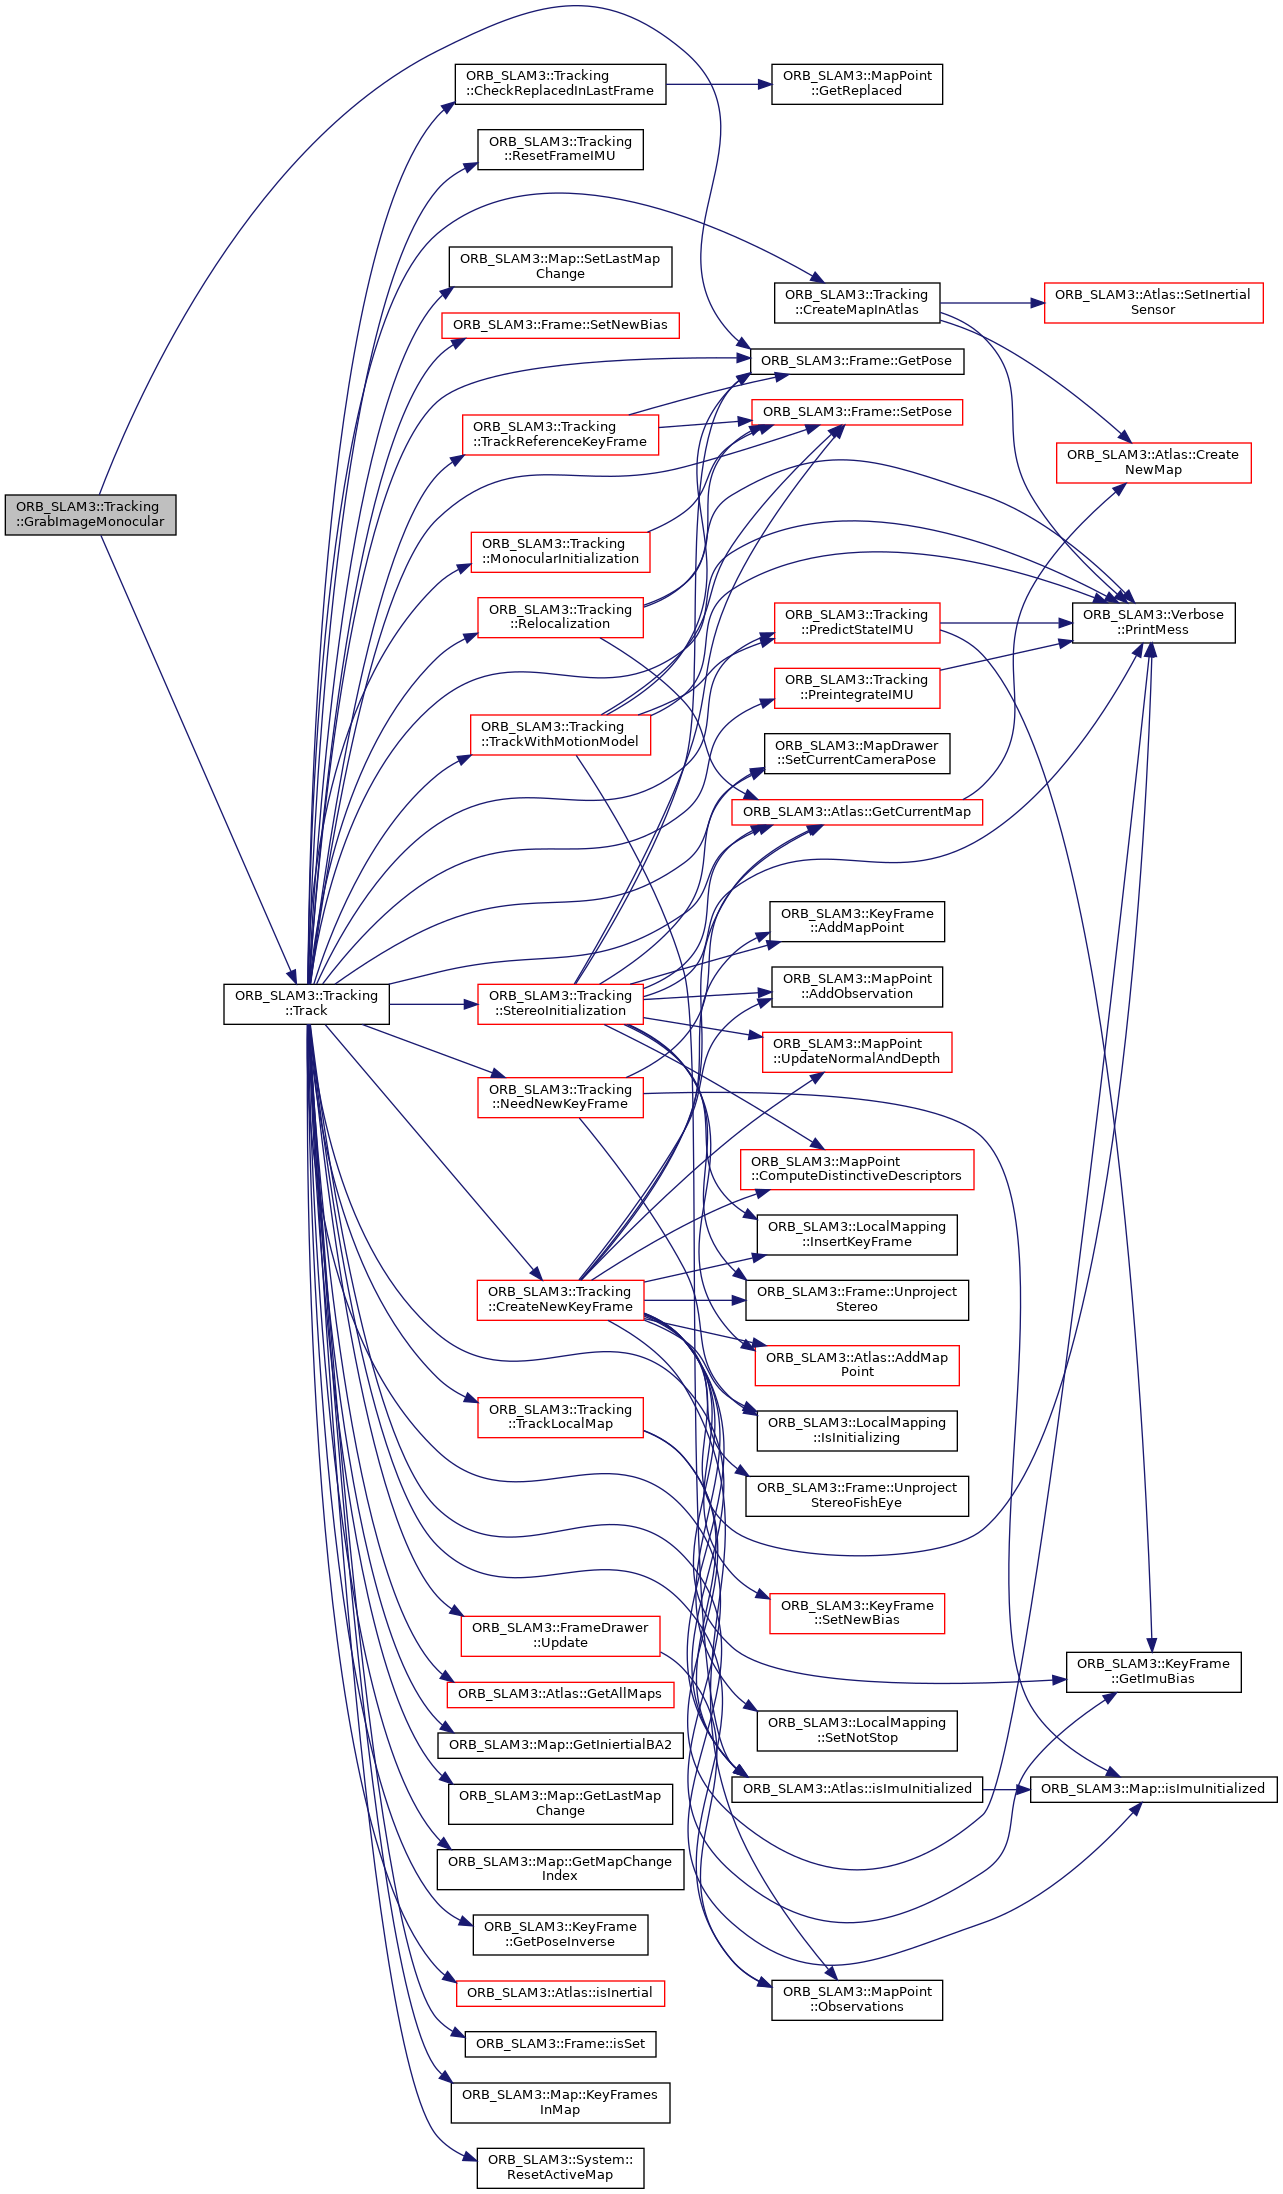 ORB_SLAM3::Tracking
::GrabImageMonocular
ORB_SLAM3::Tracking
::Track
ORB_SLAM3::Tracking
::CheckReplacedInLastFrame
ORB_SLAM3::Tracking
::ResetFrameIMU
ORB_SLAM3::Map::SetLastMap
Change
ORB_SLAM3::Frame::SetNewBias
ORB_SLAM3::Tracking
::TrackReferenceKeyFrame
ORB_SLAM3::Tracking
::MonocularInitialization
ORB_SLAM3::Tracking
::Relocalization
ORB_SLAM3::Tracking
::TrackWithMotionModel
ORB_SLAM3::Tracking
::StereoInitialization
ORB_SLAM3::Tracking
::NeedNewKeyFrame
ORB_SLAM3::Tracking
::CreateNewKeyFrame
ORB_SLAM3::Tracking
::TrackLocalMap
ORB_SLAM3::FrameDrawer
::Update
ORB_SLAM3::Atlas::GetAllMaps
ORB_SLAM3::Map::GetIniertialBA2
ORB_SLAM3::Map::GetLastMap
Change
ORB_SLAM3::Map::GetMapChange
Index
ORB_SLAM3::KeyFrame
::GetPoseInverse
ORB_SLAM3::Atlas::isInertial
ORB_SLAM3::Frame::isSet
ORB_SLAM3::Map::KeyFrames
InMap
ORB_SLAM3::System::
ResetActiveMap
ORB_SLAM3::MapPoint
::GetReplaced
ORB_SLAM3::Tracking
::CreateMapInAtlas
ORB_SLAM3::Frame::GetPose
ORB_SLAM3::Frame::SetPose
ORB_SLAM3::Tracking
::PredictStateIMU
ORB_SLAM3::Tracking
::PreintegrateIMU
ORB_SLAM3::MapDrawer
::SetCurrentCameraPose
ORB_SLAM3::Atlas::GetCurrentMap
ORB_SLAM3::KeyFrame
::AddMapPoint
ORB_SLAM3::MapPoint
::AddObservation
ORB_SLAM3::MapPoint
::UpdateNormalAndDepth
ORB_SLAM3::MapPoint
::ComputeDistinctiveDescriptors
ORB_SLAM3::LocalMapping
::InsertKeyFrame
ORB_SLAM3::Frame::Unproject
Stereo
ORB_SLAM3::Atlas::AddMap
Point
ORB_SLAM3::LocalMapping
::IsInitializing
ORB_SLAM3::Frame::Unproject
StereoFishEye
ORB_SLAM3::KeyFrame
::SetNewBias
ORB_SLAM3::LocalMapping
::SetNotStop
ORB_SLAM3::Atlas::isImuInitialized
ORB_SLAM3::MapPoint
::Observations
ORB_SLAM3::Atlas::SetInertial
Sensor
ORB_SLAM3::Atlas::Create
NewMap
ORB_SLAM3::Verbose
::PrintMess
ORB_SLAM3::KeyFrame
::GetImuBias
ORB_SLAM3::Map::isImuInitialized